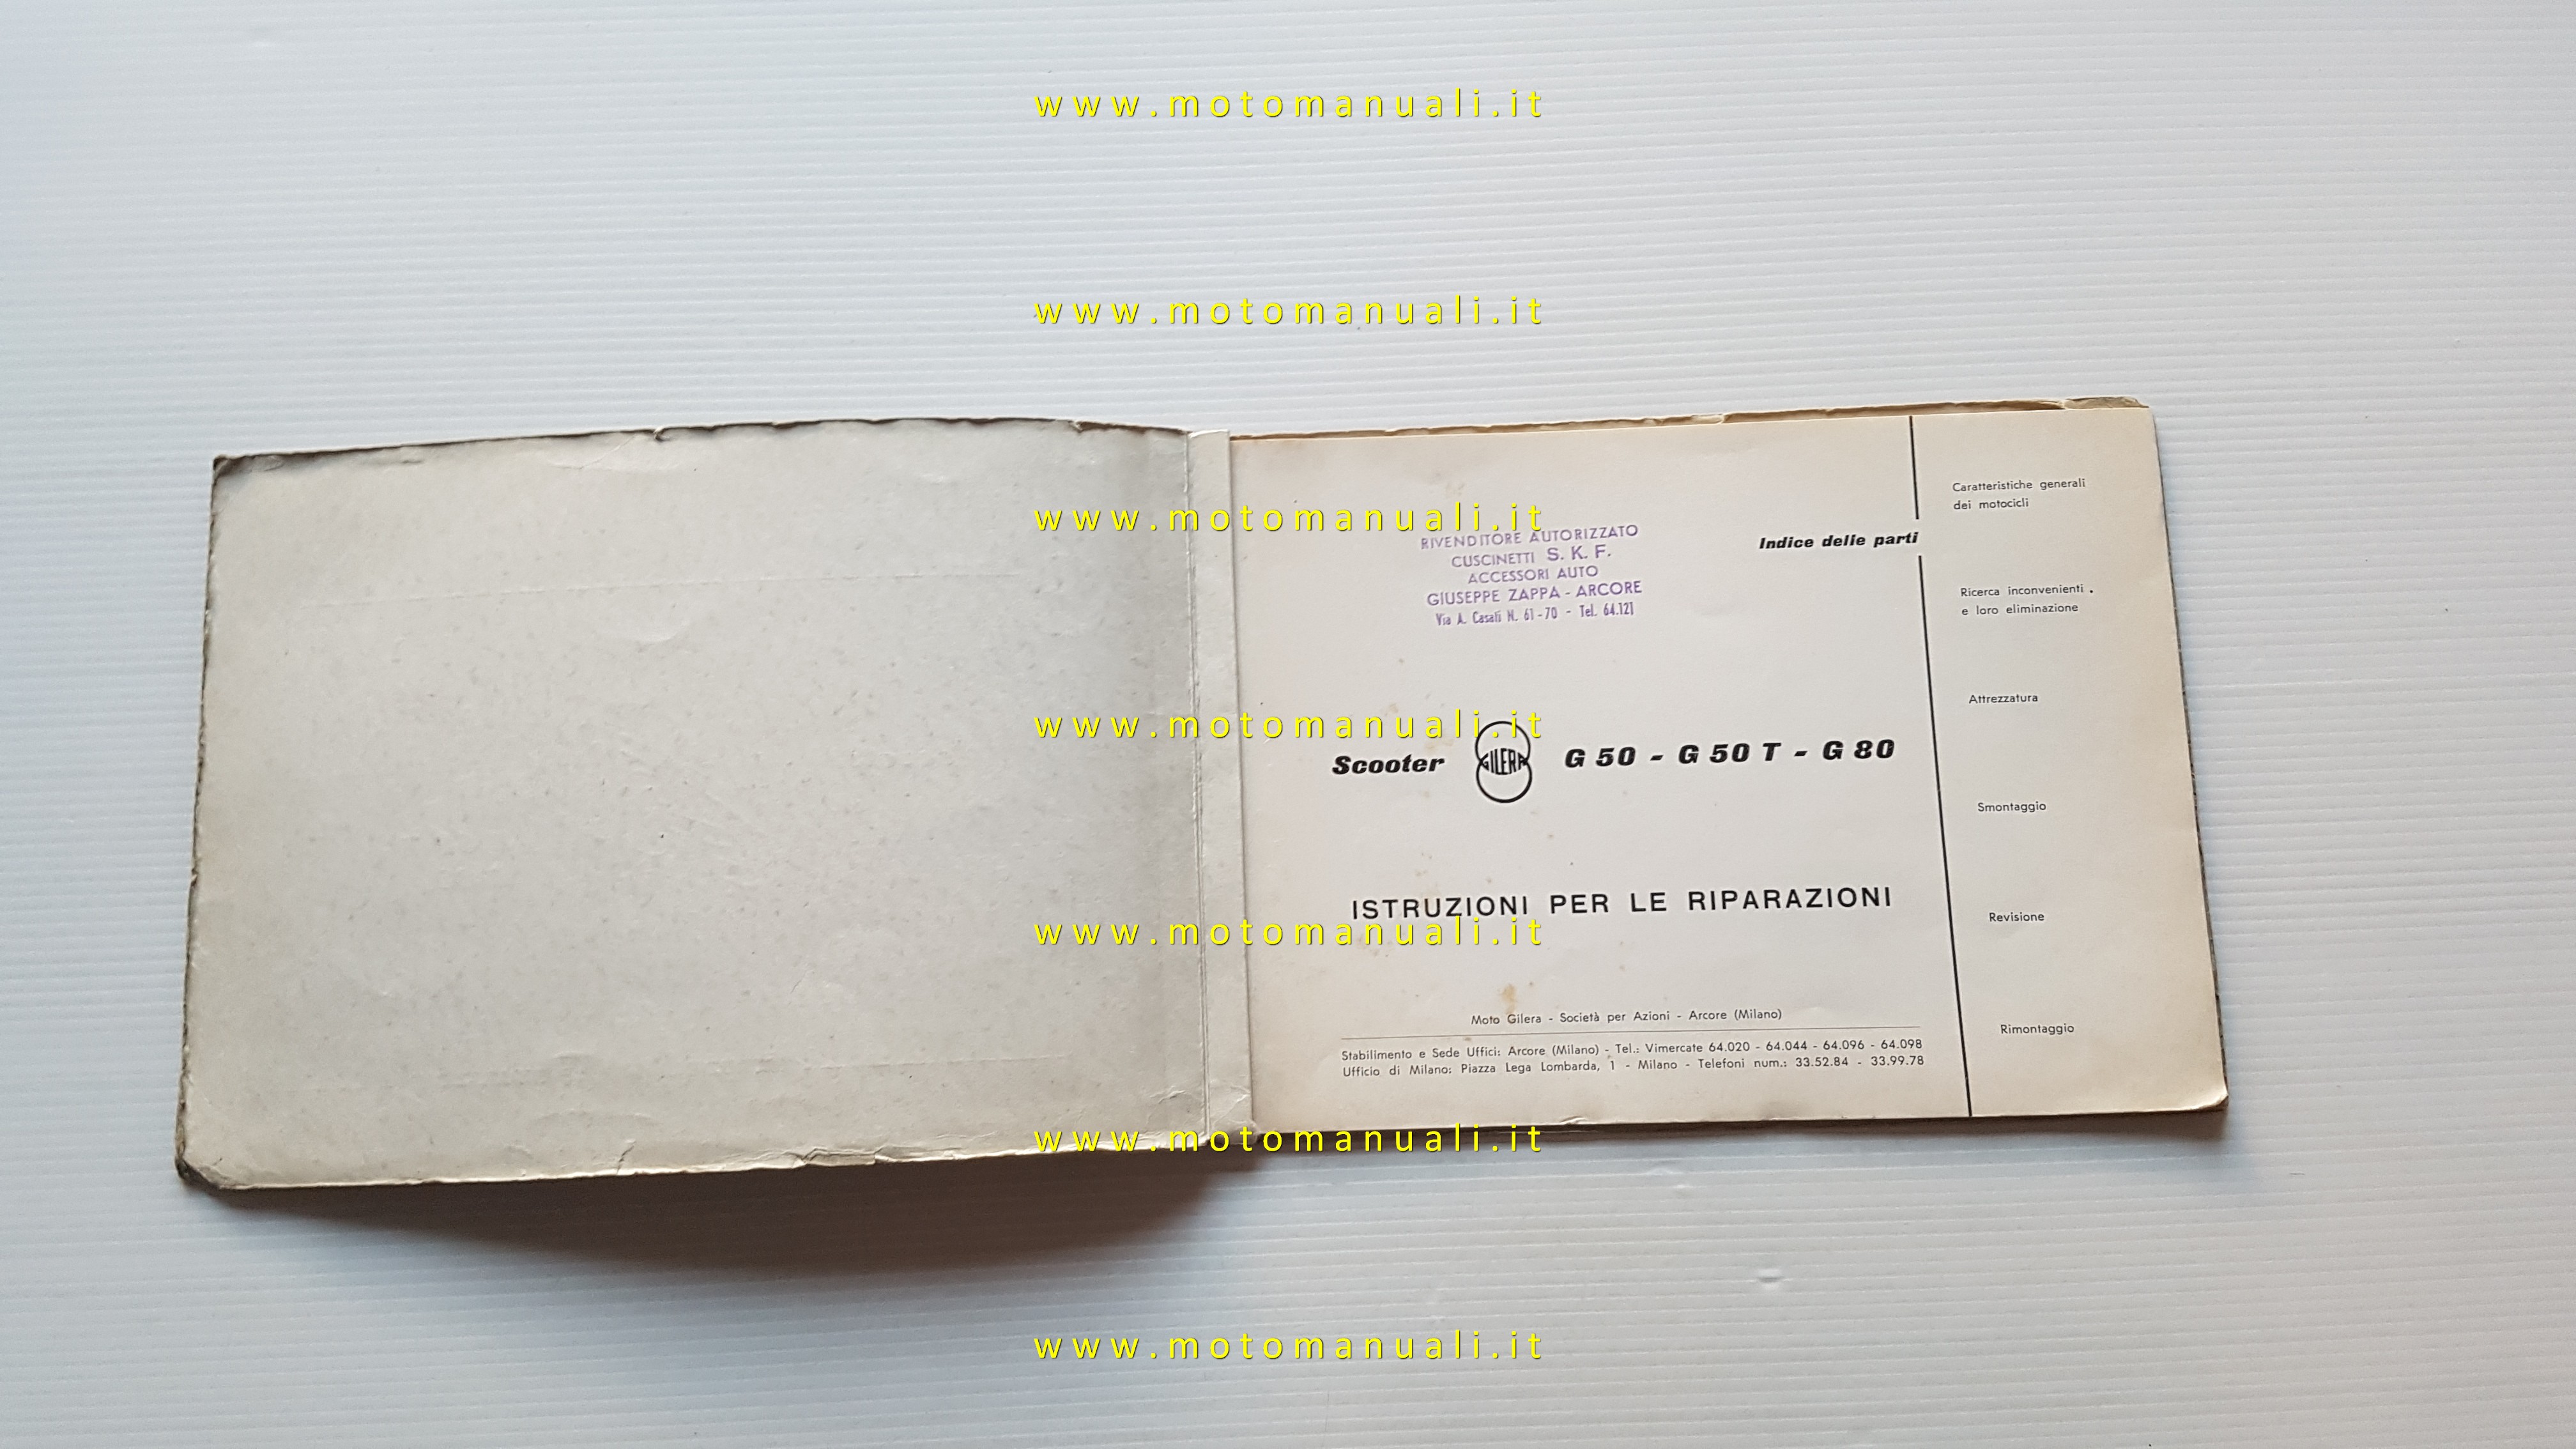 www.motomanuali.it
www.motomanuali.it
www.motomanuali.it
RIVENDITORE AUTORIZZATO
CUSCINETTI S. K. F.
ACCESSORI AUTO
GIUSEPPE ZAPPA - ARCORE
Via A. Casati N. 61-70 - Tel. 64.121
Indice delle parti
Caratteristiche generali
dei motocicli
Ricerca inconvenienti .
e loro eliminazione
Attrezzatura
Smontaggio
Revisione
Rimontaggio
www.motomanuali.it
Scooter GILERA G 50 - G 50 T - G 80
ISTRUZIONI PER LE RIPARAZIONI
www.motomanuali.it
Moto Gilera - Società per Azioni - Arcore (Milano)
Stabilimento e Sede Uffici: Arcore (Milano) - Tel.: Vimercate 64.020 - 64.044 - 64.096 - 64.098
Ufficio di Milano: Piazza Lega Lombarda, 1 - Milano - Telefoni num.: 33.52.84 - 33.99.78
www.motomanuali.it
www.motomanuali.it